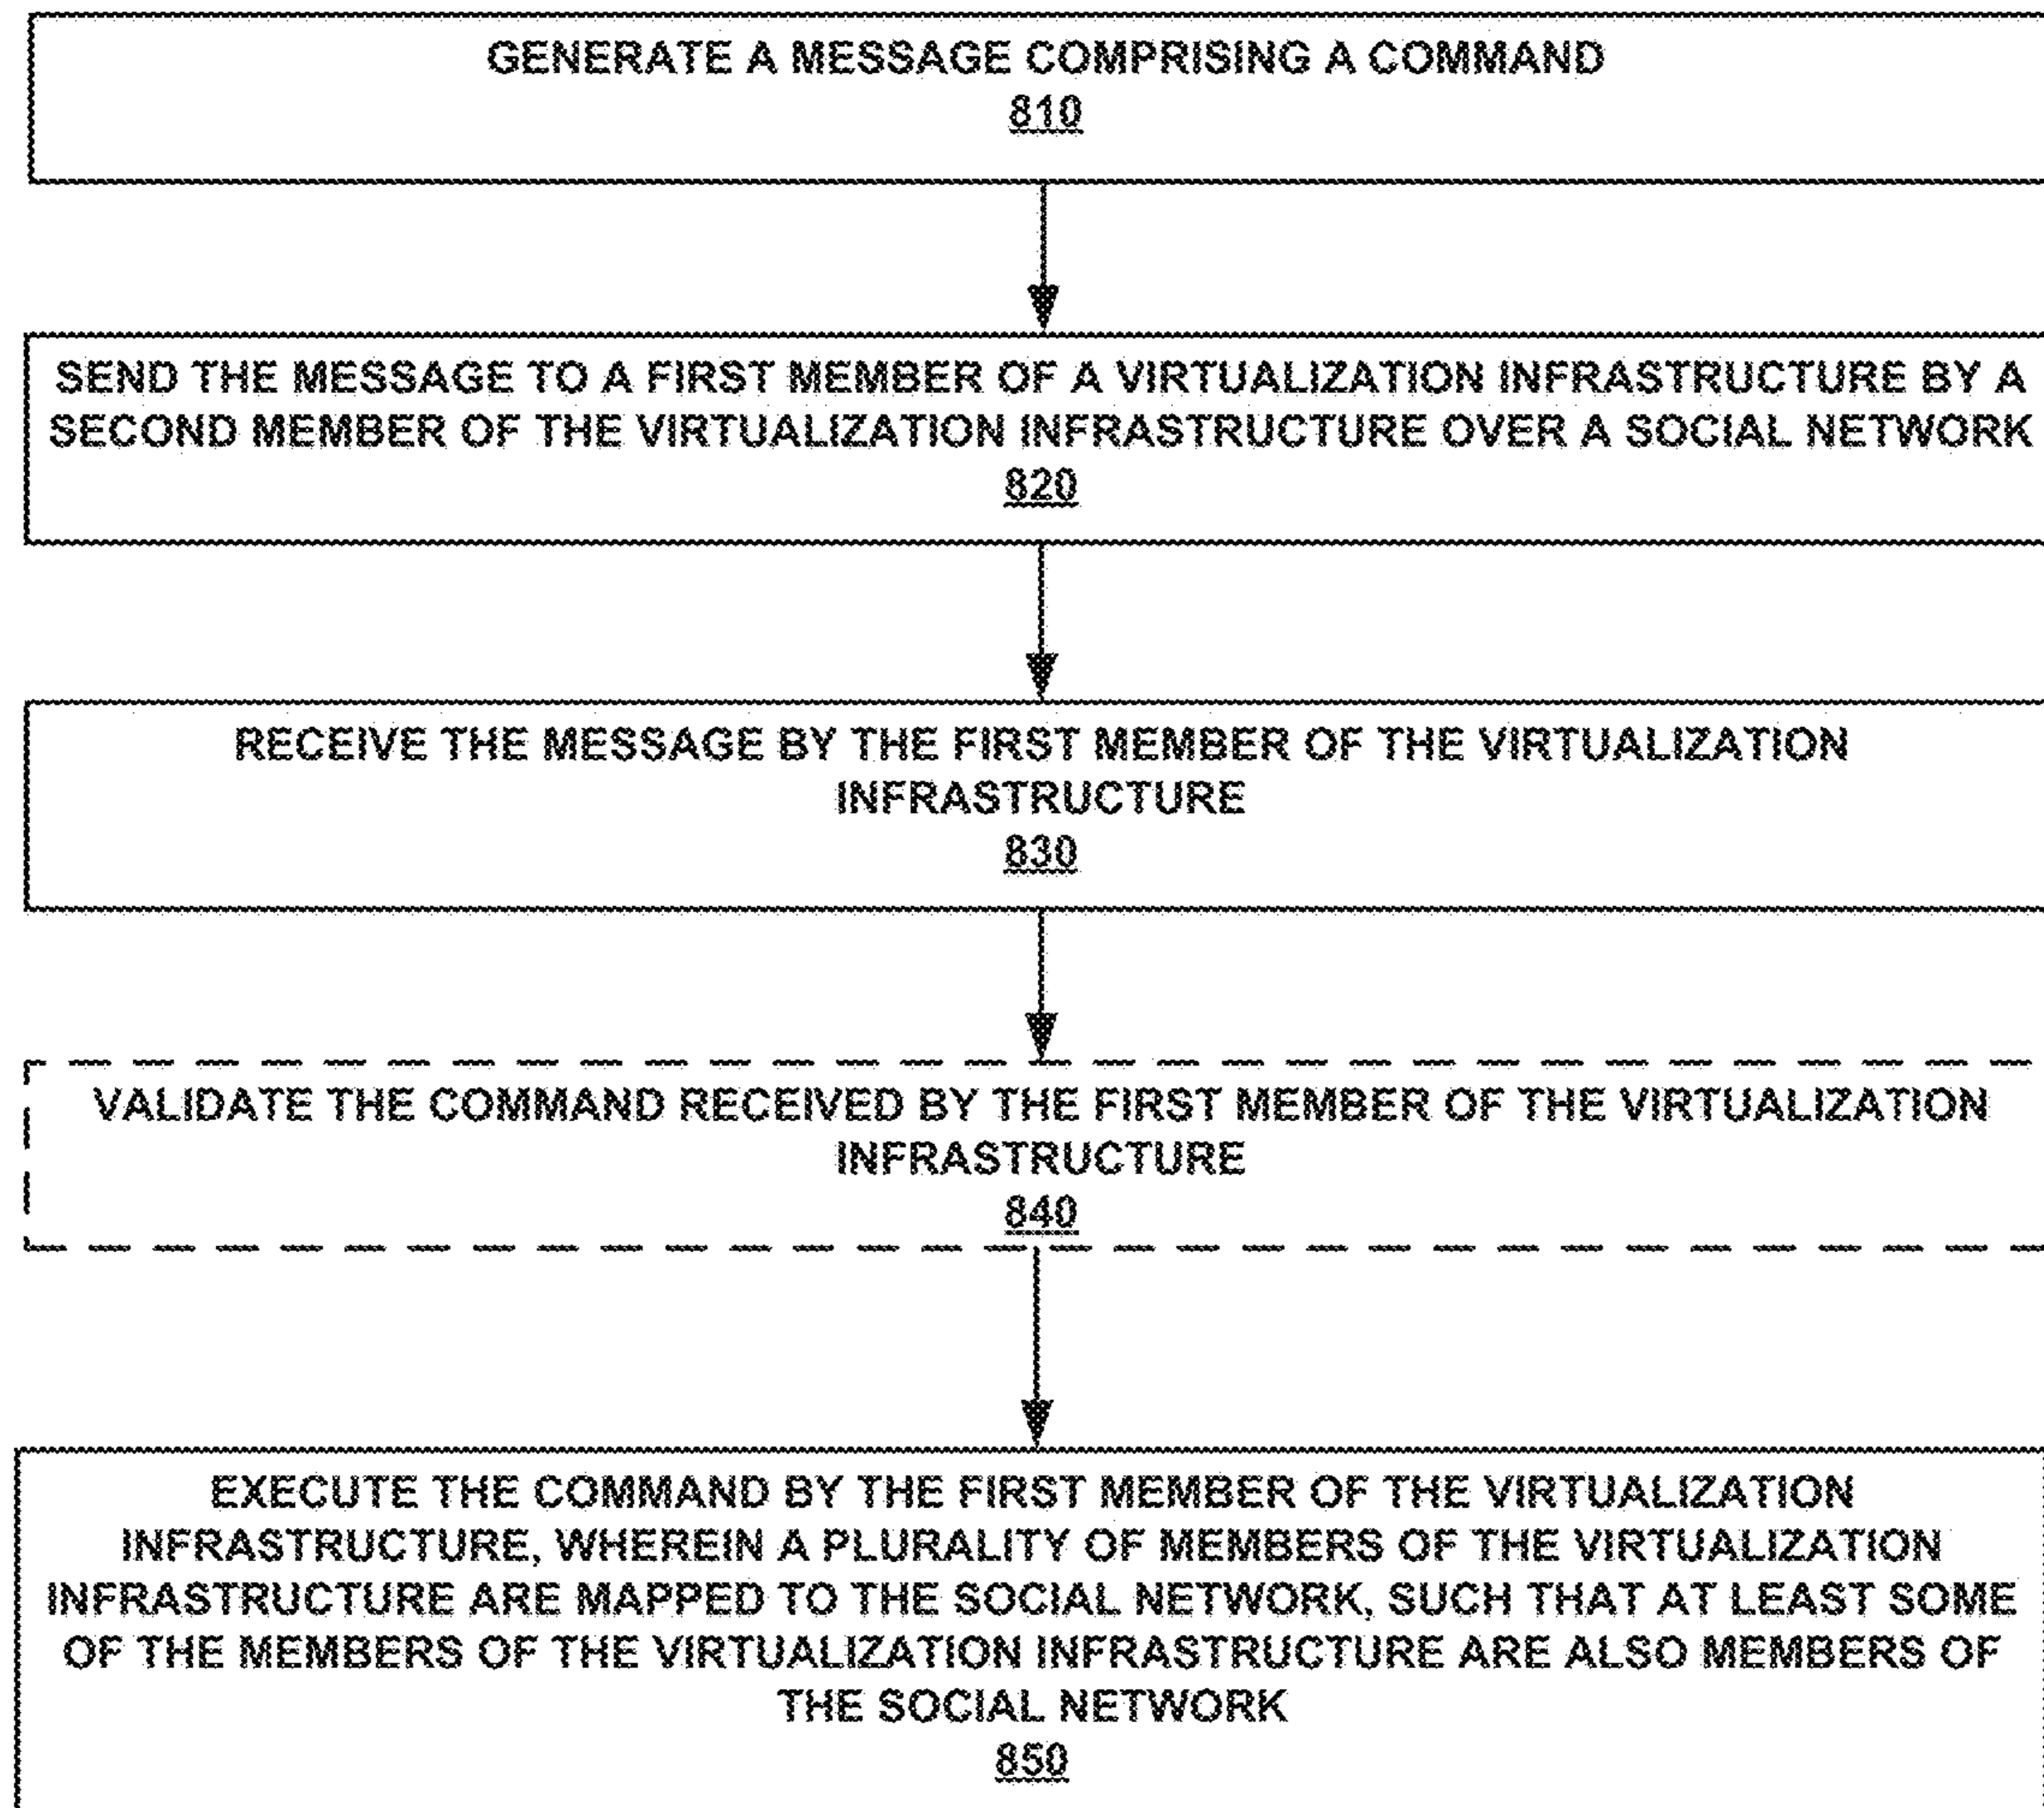 GENERATE A MESSAGE COMPRISING A COMMAND
810
SEND THE MESSAGE TO A FIRST MEMBER OF A VIRTUALIZATION INFRASTRUCTURE BY A
SECOND MEMBER OF THE VIRTUALIZATION INFRASTRUCTURE OVER A SOCIAL NETWORK
820
RECEIVE THE MESSAGE BY THE FIRST MEMBER OF THE VIRTUALIZATION
INFRASTRUCTURE
830
VALIDATE THE COMMAND RECEIVED BY THE FIRST MEMBER OF THE VIRTUALIZATION
INFRASTRUCTURE
840
EXECUTE THE COMMAND BY THE FIRST MEMBER OF THE VIRTUALIZATION
INFRASTRUCTURE, WHEREIN A PLURALITY OF MEMBERS OF THE VIRTUALIZATION
INFRASTRUCTURE ARE MAPPED TO THE SOCIAL NETWORK, SUCH THAT AT LEAST SOME
OF THE MEMBERS OF THE VIRTUALIZATION INFRASTRUCTURE ARE ALSO MEMBERS OF
THE SOCIAL NETWORK
850